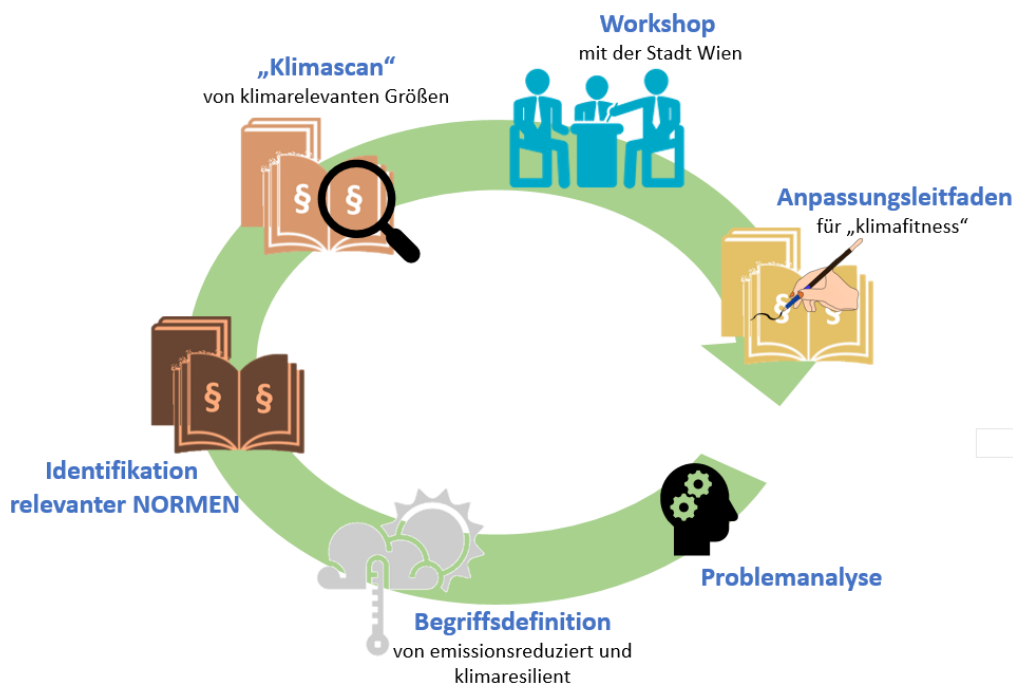 Workshop
mit der Stadt Wien
„Klimascan“
von klimarelevanten Größen
Anpassungsleitfaden
für „klimafitness“
§ §
§ §
§ §
Identifikation
relevanter NORMEN
Problemanalyse
Begriffsdefinition
von emissionsreduziert und
klimaresilient